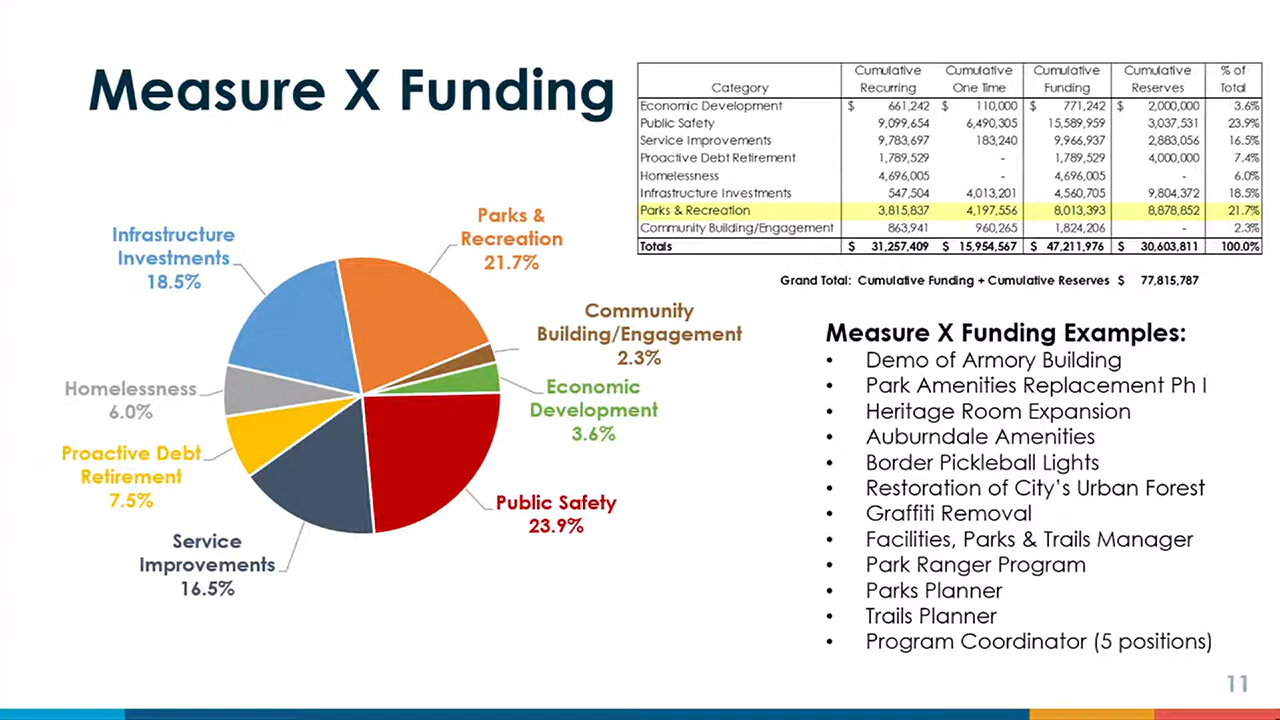 Measure X Funding
Category Cumulative Recurring Cumulative One Time Cumulative Funding Cumulative Reserves % of Total
Economic Development $ 661,242 $ 110,000 $ 771,242 $ 2,000,000 3.6%
Public Safety 9,099,654 6,490,305 15,589,959 3,037,531 23.9%
Service Improvements 9,783,697 183,240 9,966,937 2,883,056 16.5%
Proactive Debt Retirement 1,789,529 - 1,789,529 4,000,000 7.4%
Homelessness 4,696,005 - 4,696,005 - 6.0%
Infrastructure Investments 547,504 4,013,201 4,560,705 9,804,372 18.5%
Parks & Recreation 3,815,837 4,197,556 8,013,393 8,878,852 21.7%
Community Building/Engagement 863,941 960,265 1,824,206 - 2.3%
Totals $ 31,257,409 $ 15,954,567 $ 47,211,976 $ 30,603,811 100.0%
Grand Total: Cumulative Funding + Cumulative Reserves $ 77,815,787
Parks &
Recreation
21.7%
Infrastructure
Investments
18.5%
Community
Building/Engagement
2.3%
Homelessness
6.0%
Economic
Development
3.6%
Proactive Debt
Retirement
7.5%
Public Safety
23.9%
Service
Improvements
16.5%
Measure X Funding Examples:
• Demo of Armory Building
• Park Amenities Replacement Ph I
• Heritage Room Expansion
• Auburndale Amenities
• Border Pickleball Lights
• Restoration of City's Urban Forest
• Graffiti Removal
• Facilities, Parks & Trails Manager
• Park Ranger Program
• Parks Planner
• Trails Planner
• Program Coordinator (5 positions)
11